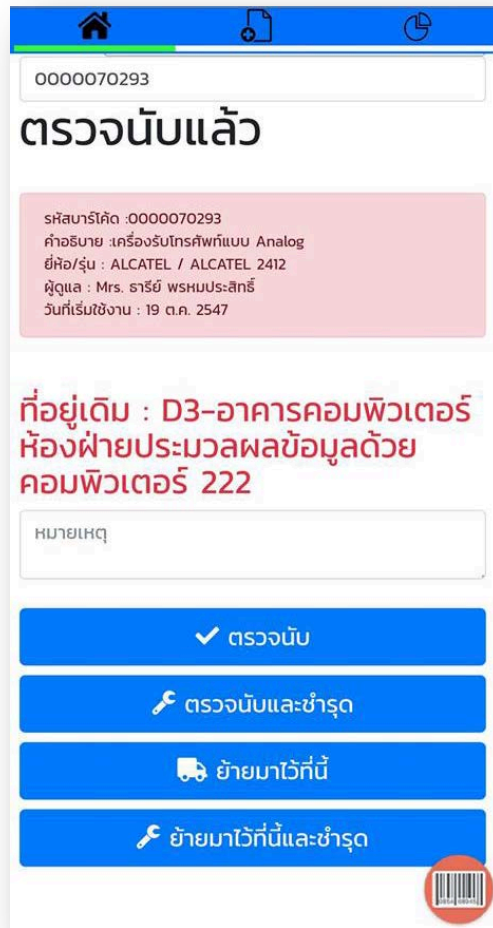 0000070293
ตรวจนับแล้ว
รหัสบาร์โค้ด :0000070293
คำอธิบาย :เครื่องรับโทรศัพท์แบบ Analog
ยี่ห้อ/รุ่น : ALCATEL / ALCATEL 2412
ผู้ดูแล : Mrs. ธารีย์ พรหมประสิทธิ์
วันที่เริ่มใช้งาน : 19 ต.ค. 2547
ที่อยู่เดิม : D3-อาคารคอมพิวเตอร์
ห้องฝ่ายประมวลผลข้อมูลด้วย
คอมพิวเตอร์ 222
หมายเหตุ
ตรวจนับ
ตรวจนับและชำรุด
ย้ายมาไว้ที่นี้
ย้ายมาไว้ที่นี้และชำรุด